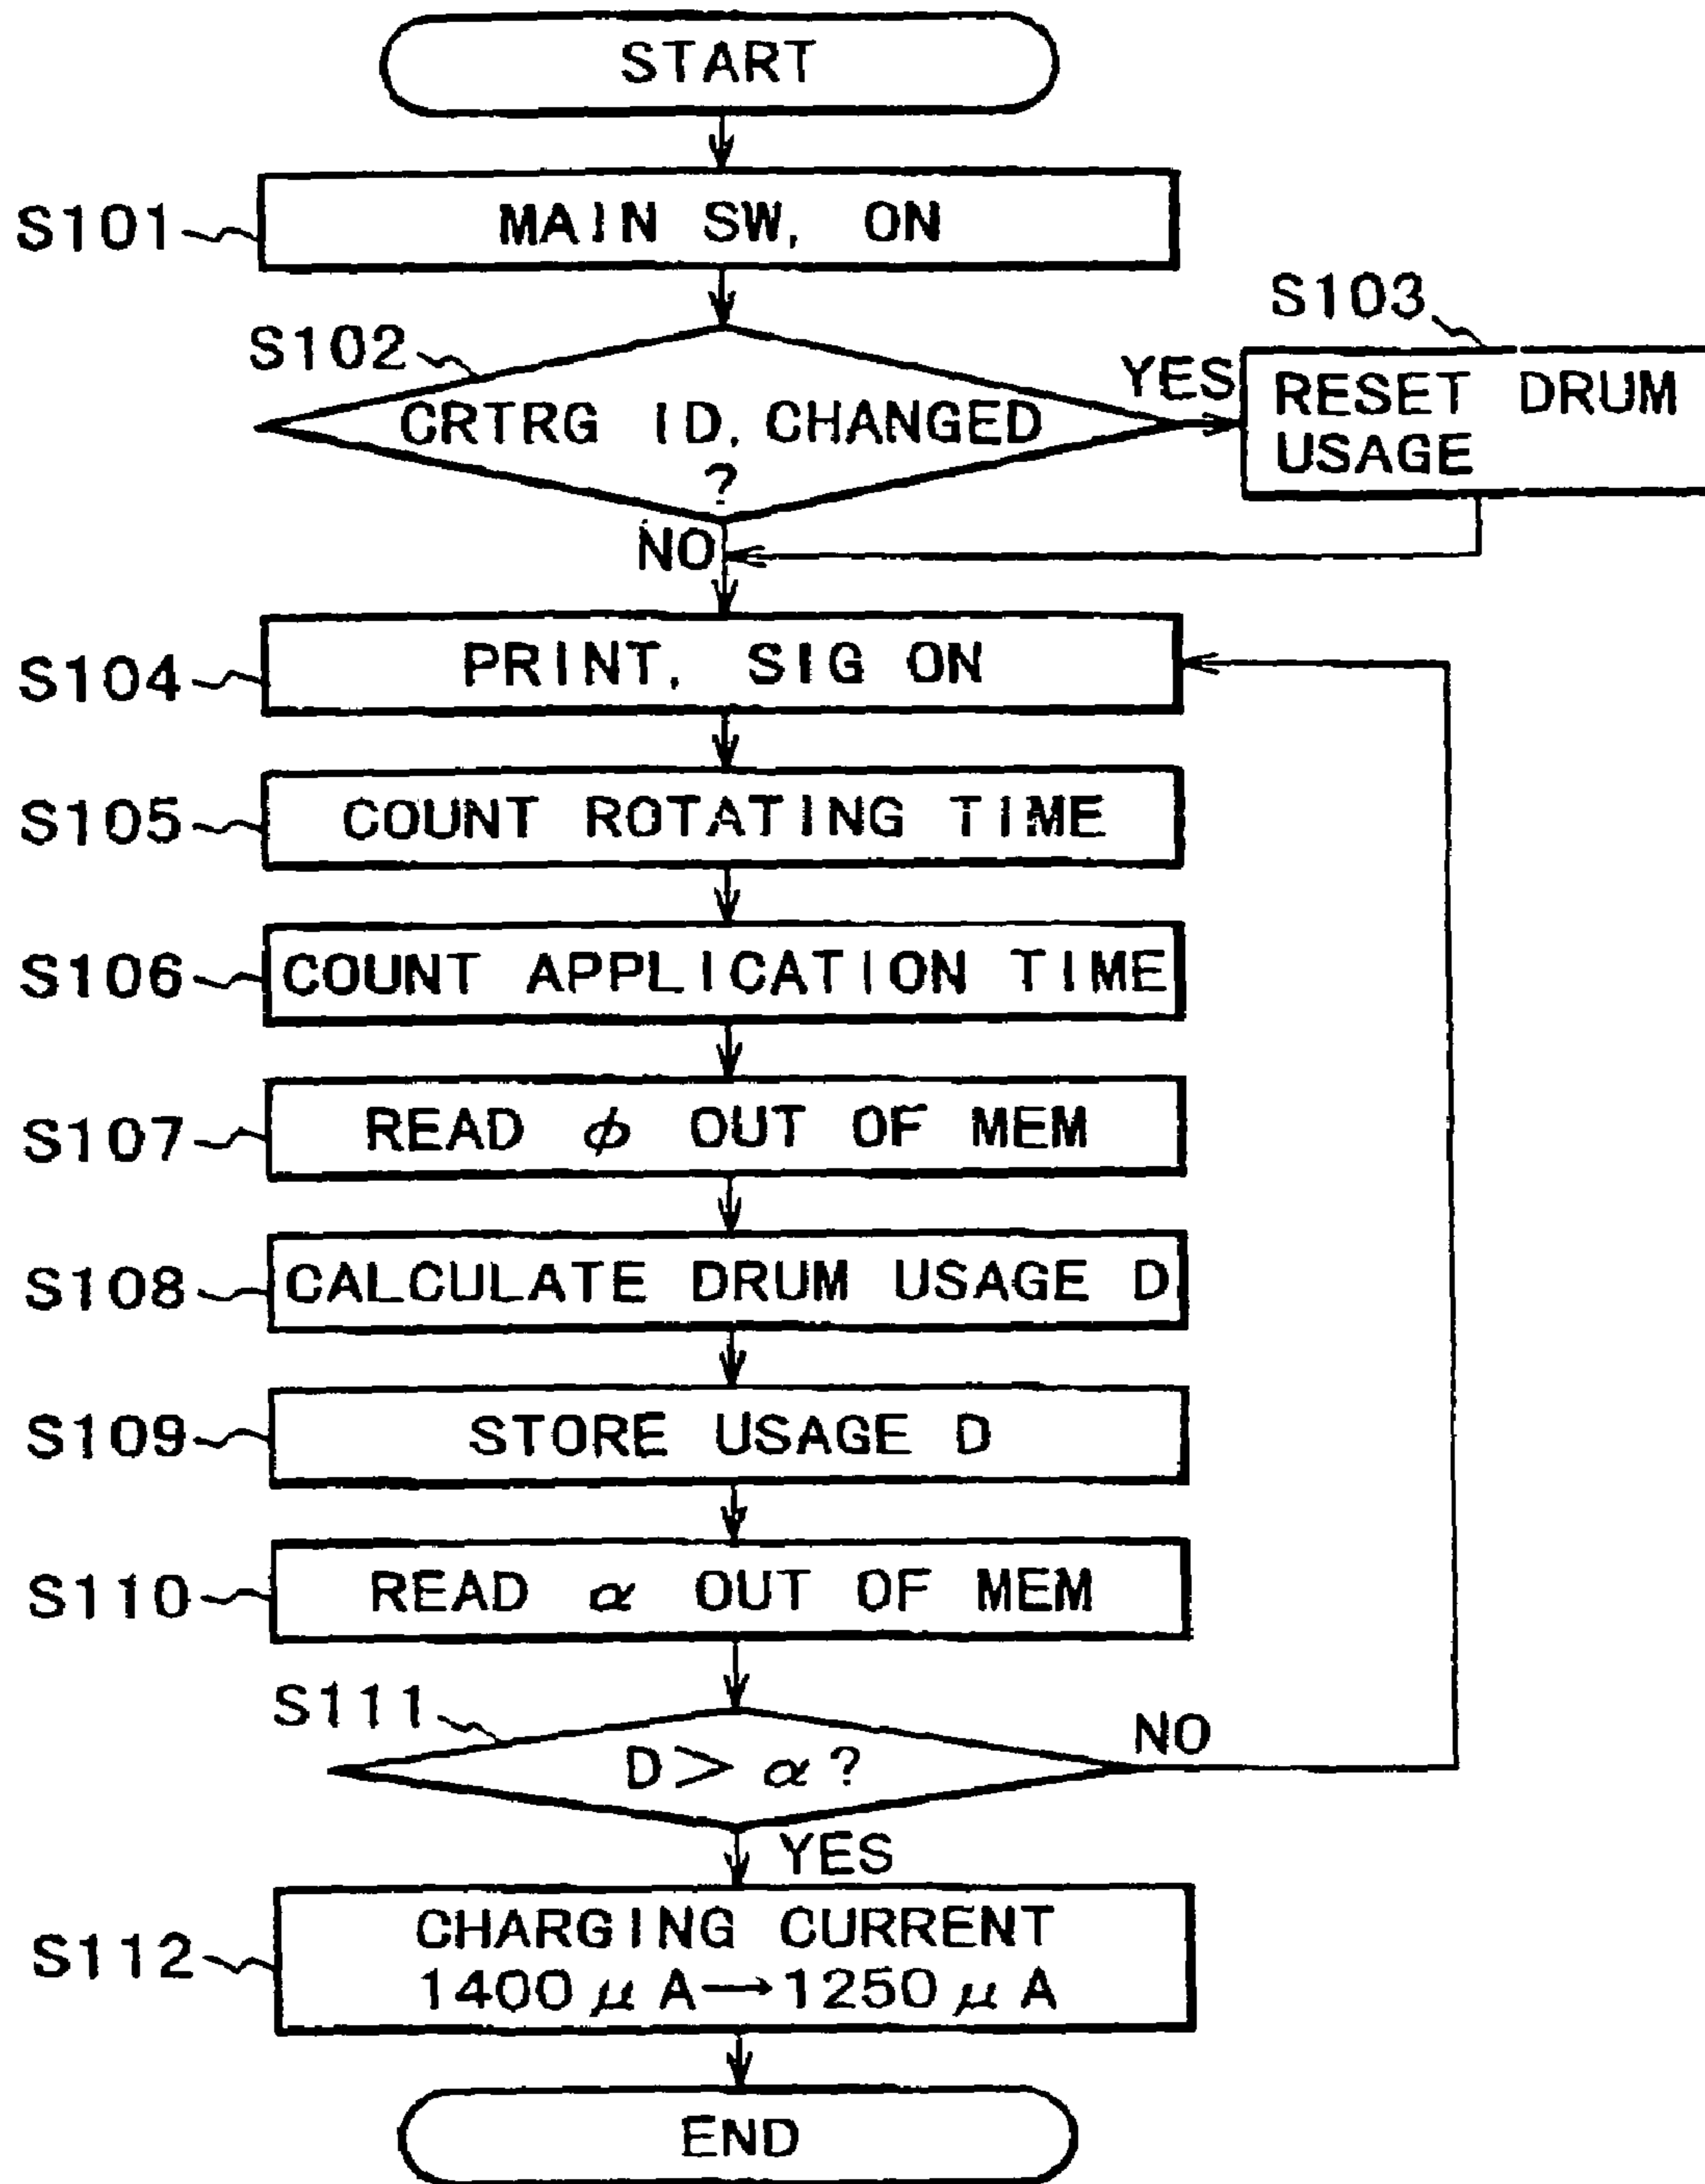 START
S101
MAIN SW, ON
S102
CRTRG ID, CHANGED
?
YES
S103
RESET DRUM
USAGE
NO
S104
PRINT, SIG ON
S105
COUNT ROTATING TIME
S106
COUNT APPLICATION TIME
S107
READ ϕ OUT OF MEM
S108
CALCULATE DRUM USAGE D
S109
STORE USAGE D
S110
READ α OUT OF MEM
S111
D > α ?
NO
YES
S112
CHARGING CURRENT
1400 μ A → 1250 μ A
END